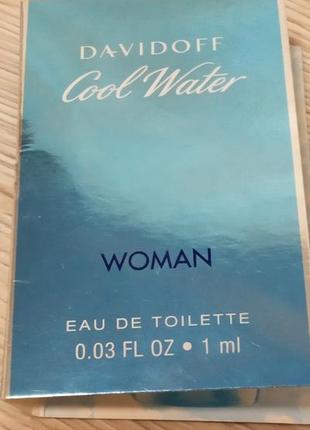 DAVIDOFF
Cool Water
WOMAN
EAU DE TOILETTE
0.03 FL OZ • 1 ml